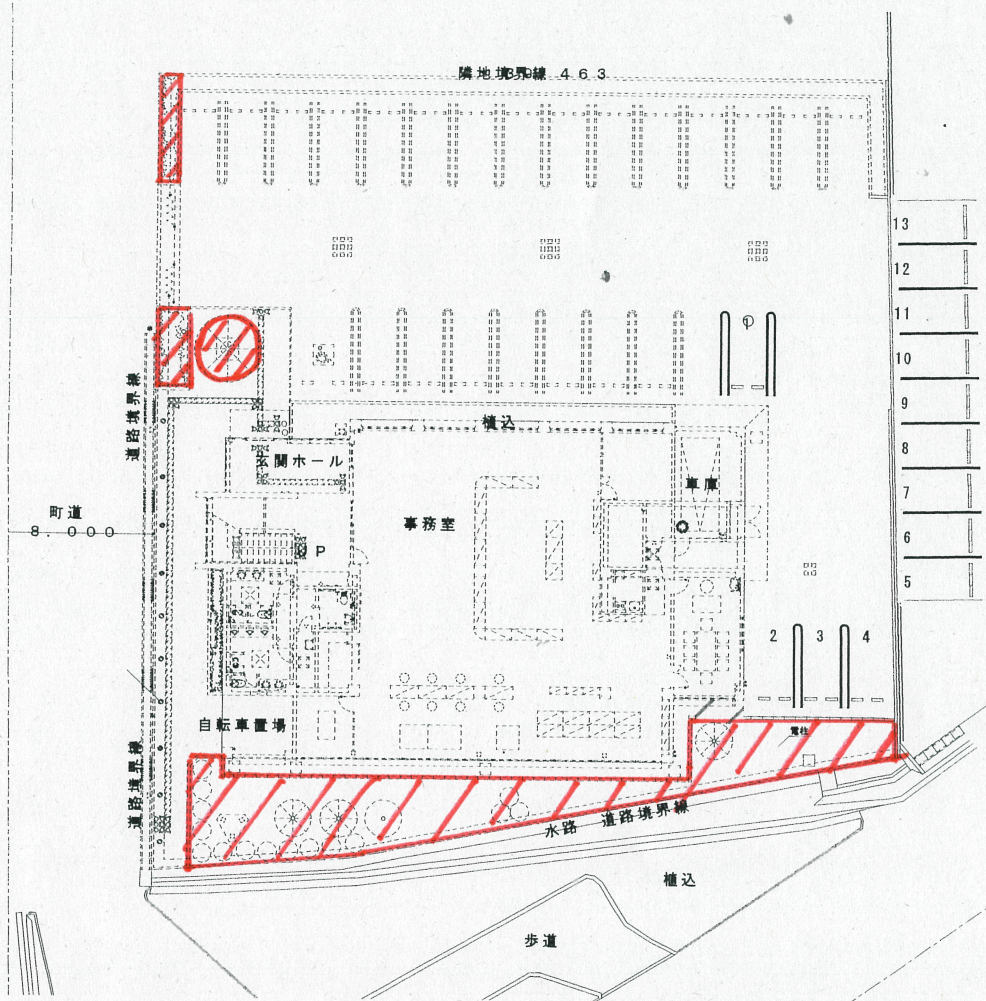 隣地境界線 463
13
12
11
①
10
9
道路境界線
植込
8
玄関ホール
車庫
7
町道
事務室
8.000
6
P
5
2 3 4
自転車置場
電柱
道路境界線
水路 道路境界線
植込
歩道